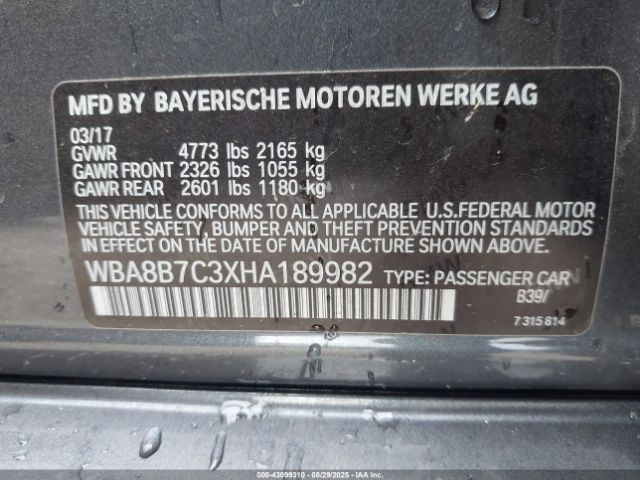 MFD BY BAYERISCHE MOTOREN WERKE AG
03/17
GVWR 4773 lbs 2165 kg
GAWR FRONT 2326 lbs 1055 kg
GAWR REAR 2601 lbs 1180 kg
THIS VEHICLE CONFORMS TO ALL APPLICABLE U.S.FEDERAL MOTOR
VEHICLE SAFETY, BUMPER AND THEFT PREVENTION STANDARDS
IN EFFECT ON THE DATE OF MANUFACTURE SHOWN ABOVE.
WBA8B7C3XHA189982 TYPE: PASSENGER CAR
B39/
7 315 814
000-43099310 - 08/29/2025 - IAAI.COM